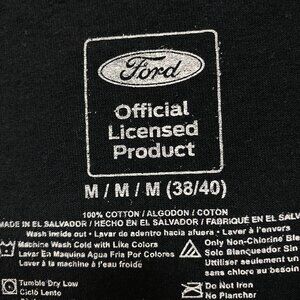 Ford
Official
Licensed
Product
M / M / M (38/40)
100% COTTON / ALGODON / COTON
MADE IN EL SALVADOR / HECHO EN EL SALVADOR / FABRIQUÉ EN EL SALVADOR
Wash inside out. • Lavar de adentro hacia afuera • Laver à l'envers
Machine Wash Cold with Like Colors
Lavar En Maquina Agua Fria Por Color
Laver à la machine à l'eau froide
Only Non-Chlorine Ble
Solo Blanqueador Sin
Utiliser seulement un
sans chlore au besoin
Tumble Dry Low
Ciclo Lento
Do Not Iron
No Planchar